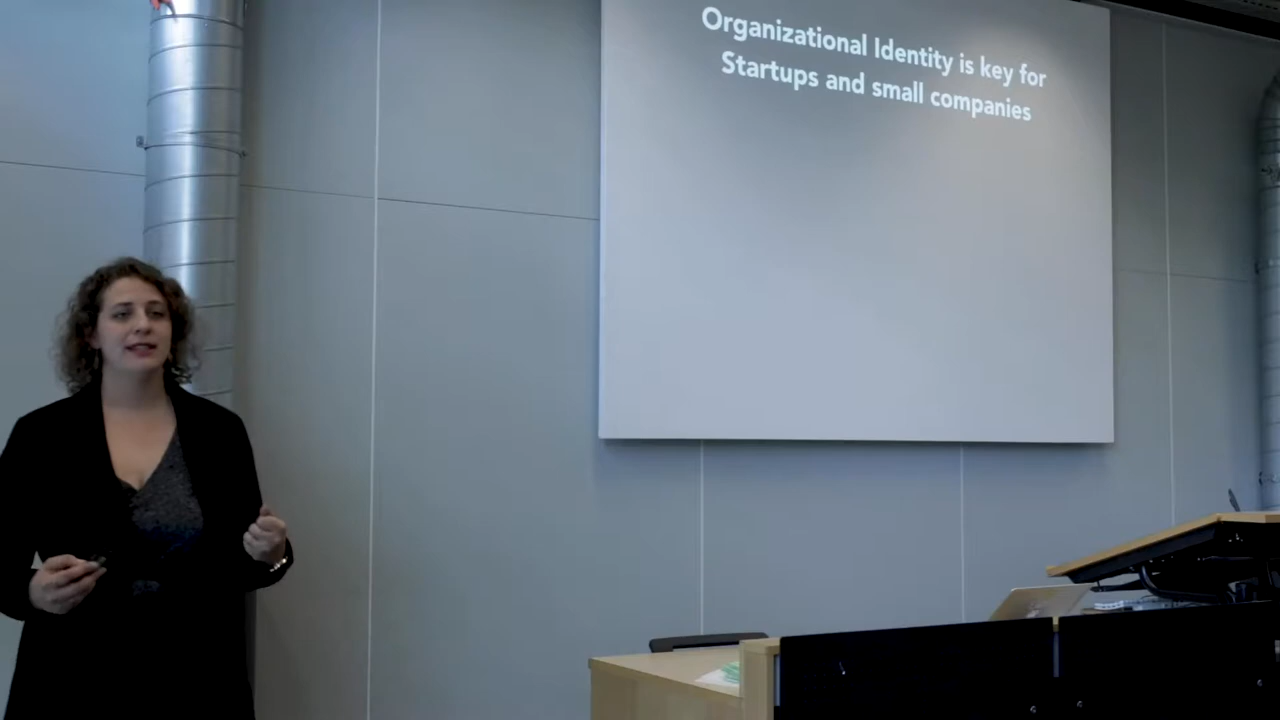 Organizational Identity is key for
Startups and small companies